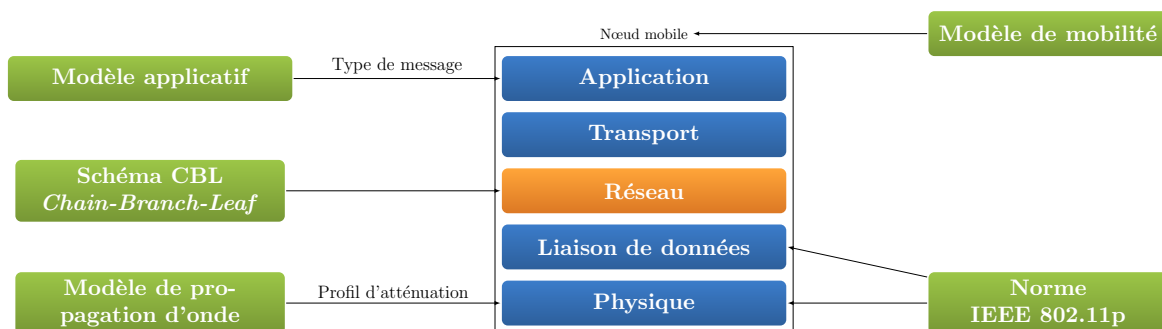 Nœud mobile
Modèle de mobilité
Modèle applicatif
Type de message
Application
Transport
Schéma CBL
Chain-Branch-Leaf
Réseau
Liaison de données
Modèle de pro-
pagation d'onde
Profil d'atténuation
Physique
Norme
IEEE 802.11p